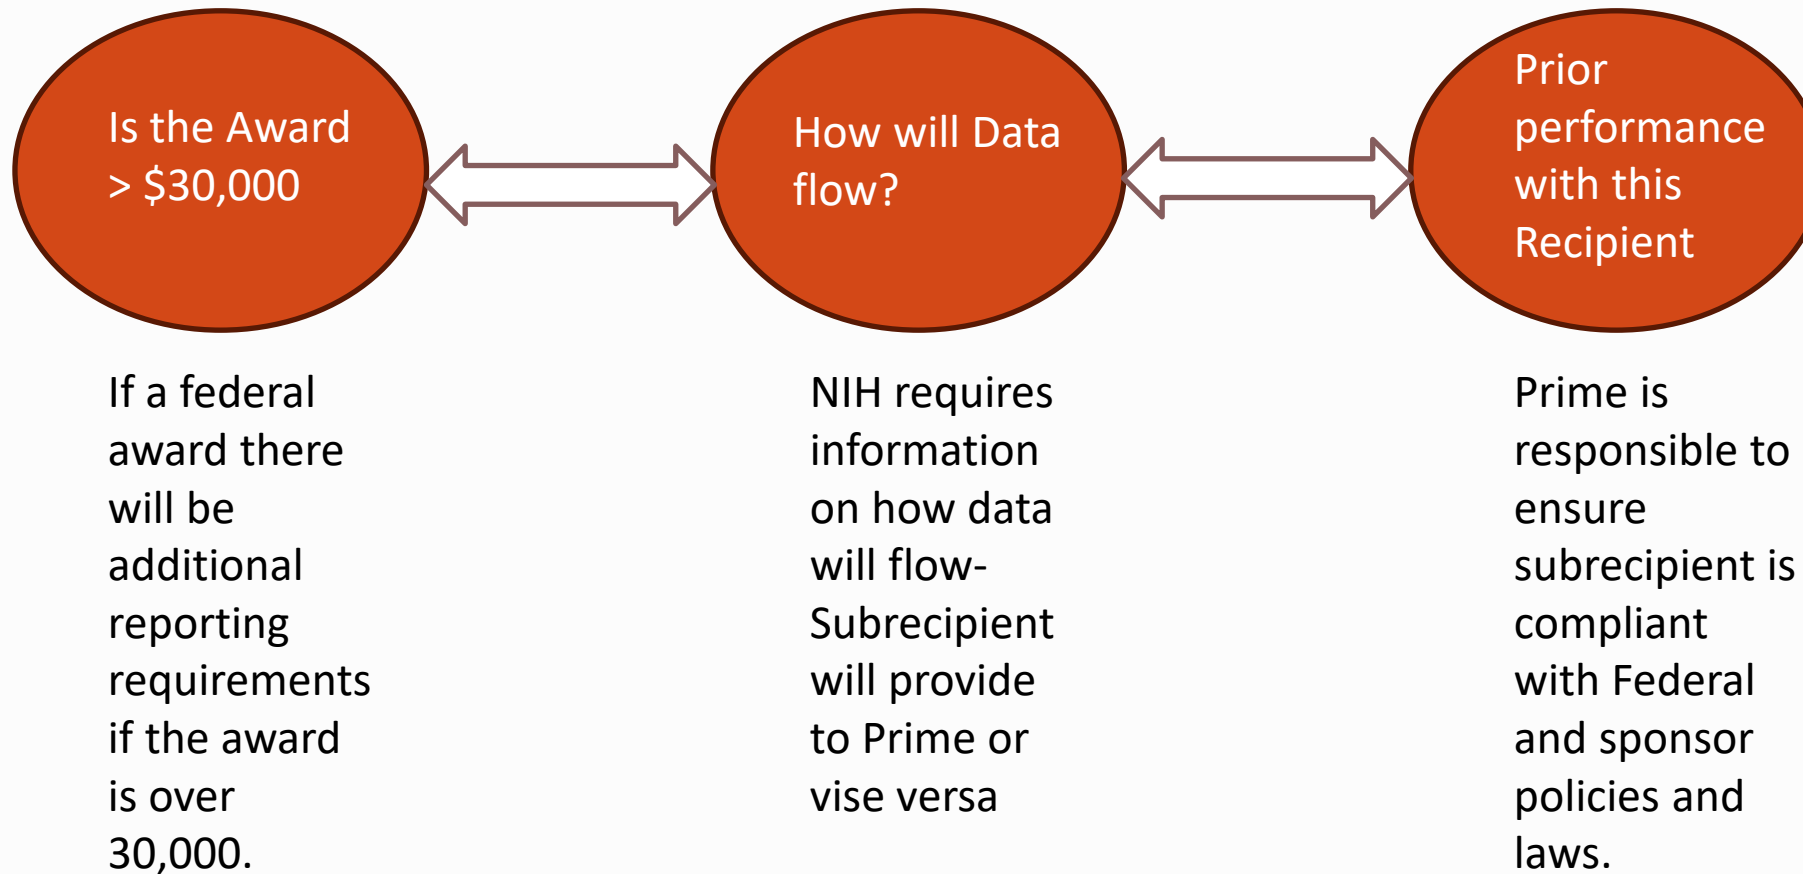 Is the Award
> $30,000
How will Data
flow?
Prior
performance
with this
Recipient
If a federal
award there
will be
additional
reporting
requirements
if the award
is over
30,000.
NIH requires
information
on how data
will flow-
Subrecipient
will provide
to Prime or
vise versa
Prime is
responsible to
ensure
subrecipient is
compliant
with Federal
and sponsor
policies and
laws.